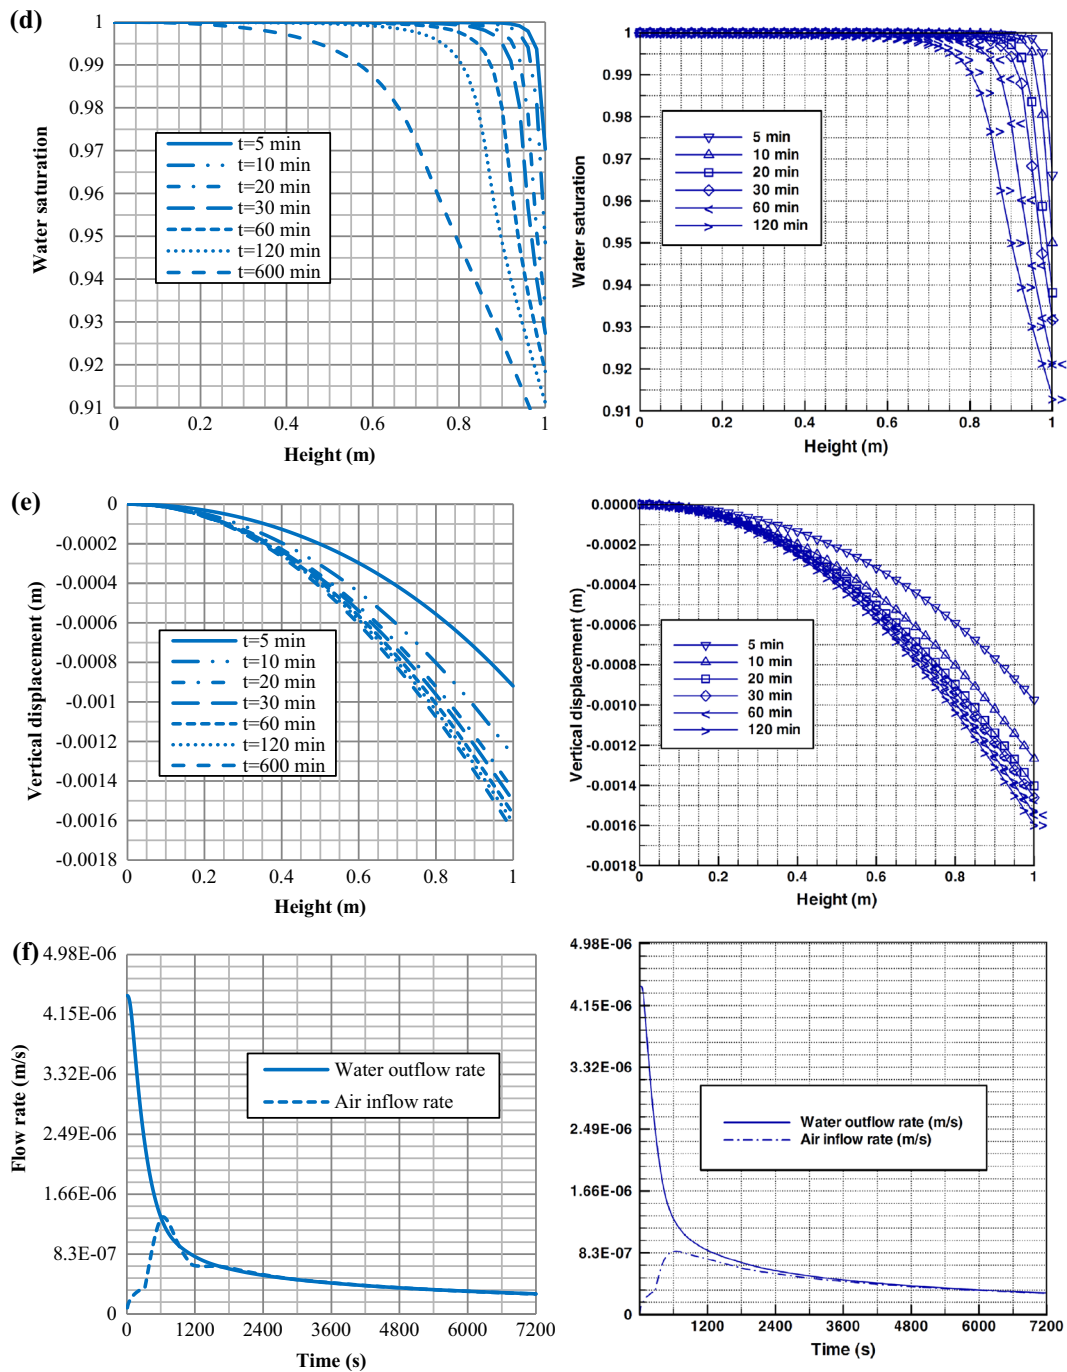 (d)
1
0.99
0.98
0.97
0.96
0.95
0.94
0.93
0.92
0.91
Water saturation
t=5 min
t=10 min
t=20 min
t=30 min
t=60 min
t=120 min
t=600 min
0 0.2 0.4 0.6 0.8 1
Height (m)
1
0.99
0.98
0.97
0.96
0.95
0.94
0.93
0.92
0.91
Water saturation
5 min
10 min
20 min
30 min
60 min
120 min
0 0.2 0.4 0.6 0.8 1
Height (m)
(e)
0
-0.0002
-0.0004
-0.0006
-0.0008
-0.001
-0.0012
-0.0014
-0.0016
-0.0018
Vertical displacement (m)
t=5 min
t=10 min
t=20 min
t=30 min
t=60 min
t=120 min
t=600 min
0 0.2 0.4 0.6 0.8 1
Height (m)
0.0000
-0.0002
-0.0004
-0.0006
-0.0008
-0.0010
-0.0012
-0.0014
-0.0016
-0.0018
Vertical displacement (m)
5 min
10 min
20 min
30 min
60 min
120 min
0 0.2 0.4 0.6 0.8 1
Height (m)
(f)
4.98E-06
4.15E-06
3.32E-06
2.49E-06
1.66E-06
8.3E-07
0
Flow rate (m/s)
Water outflow rate
Air inflow rate
0 1200 2400 3600 4800 6000 7200
Time (s)
4.98E-06
4.15E-06
3.32E-06
2.49E-06
1.66E-06
8.3E-07
0
Water outflow rate (m/s)
Air inflow rate (m/s)
1200 2400 3600 4800 6000 7200
Time (s)